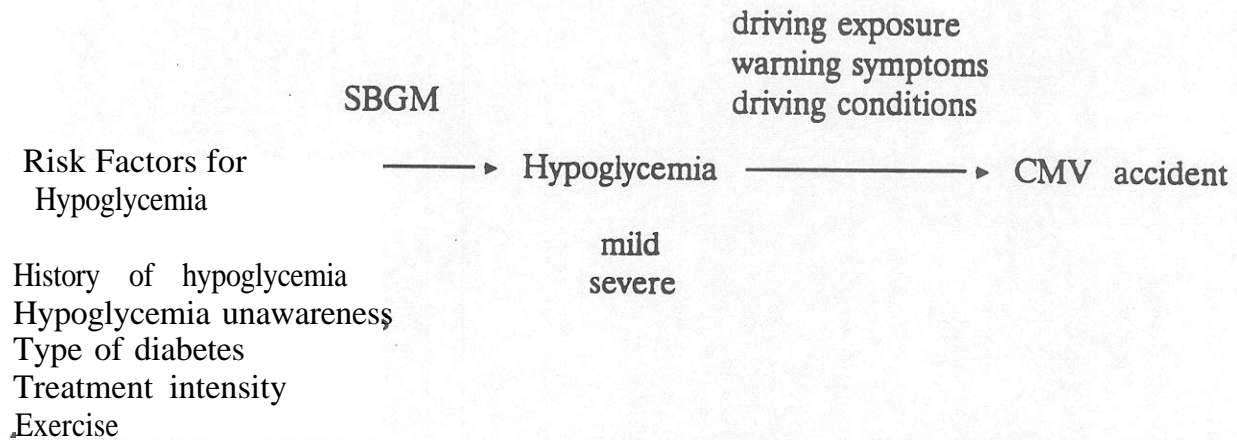 driving exposure
warning symptoms
driving conditions
SBGM
Risk Factors for
Hypoglycemia
Hypoglycemia
CMV accident
mild
severe
History of hypoglycemia
Hypoglycemia unawareness
Type of diabetes
Treatment intensity
Exercise